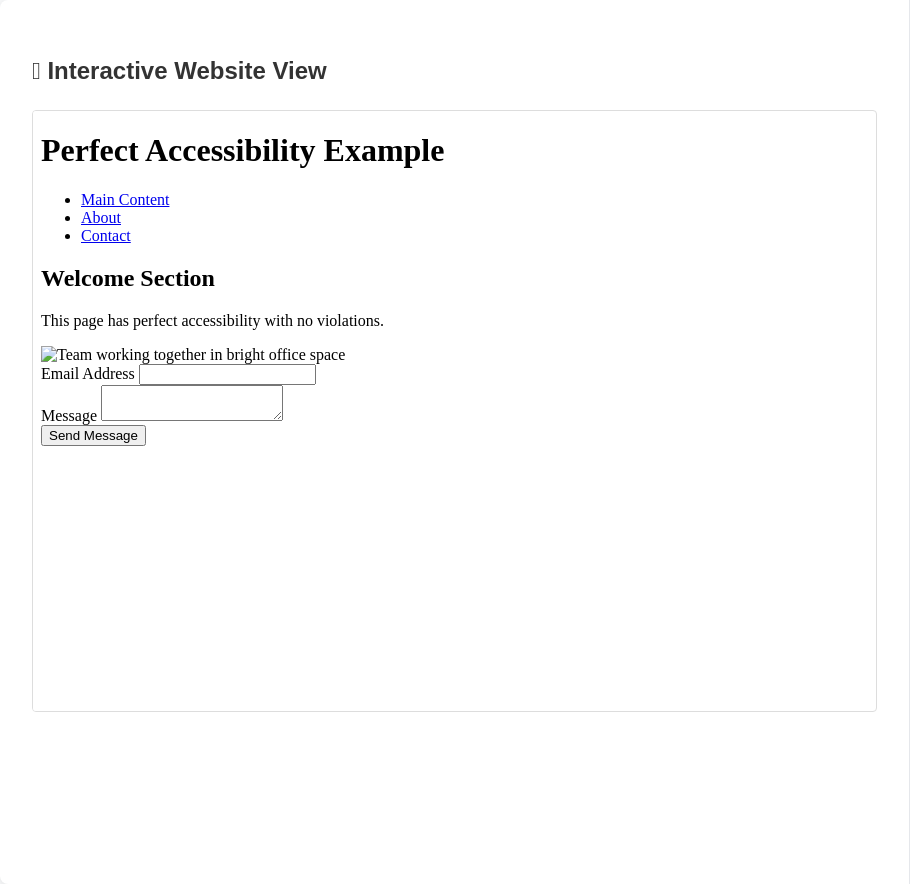 Interactive Website View
Perfect Accessibility Example
Main Content
About
Contact
Welcome Section
This page has perfect accessibility with no violations.
Team working together in bright office space
Email Address
Message
Send Message